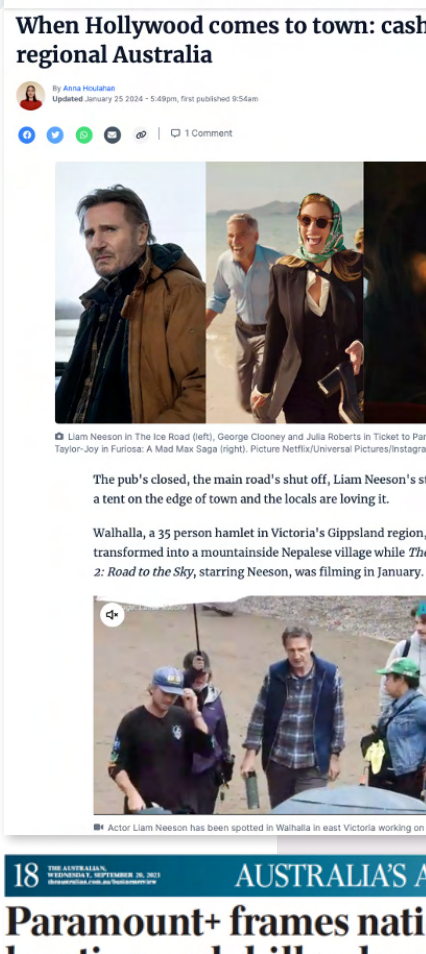 When Hollywood comes to town: cash
regional Australia
By Anna Houlahan
Updated January 25 2024 - 5:49pm, first published 9:54am
1 Comment
Liam Neeson in The Ice Road (left), George Clooney and Julia Roberts in Ticket to Par
Taylor-Joy in Furiosa: A Mad Max Saga (right). Picture Netflix/Universal Pictures/Instagra
The pub's closed, the main road's shut off, Liam Neeson's st
a tent on the edge of town and the locals are loving it.
Walhalla, a 35 person hamlet in Victoria's Gippsland region,
transformed into a mountainside Nepalese village while The
2: Road to the Sky, starring Neeson, was filming in January.
Actor Liam Neeson has been spotted in Walhalla in east Victoria working on
18
THE AUSTRALIAN,
WEDNESDAY, SEPTEMBER 20, 2023
theaustralian.com.au/businessreview
AUSTRALIA'S A
Paramount+ frames nati